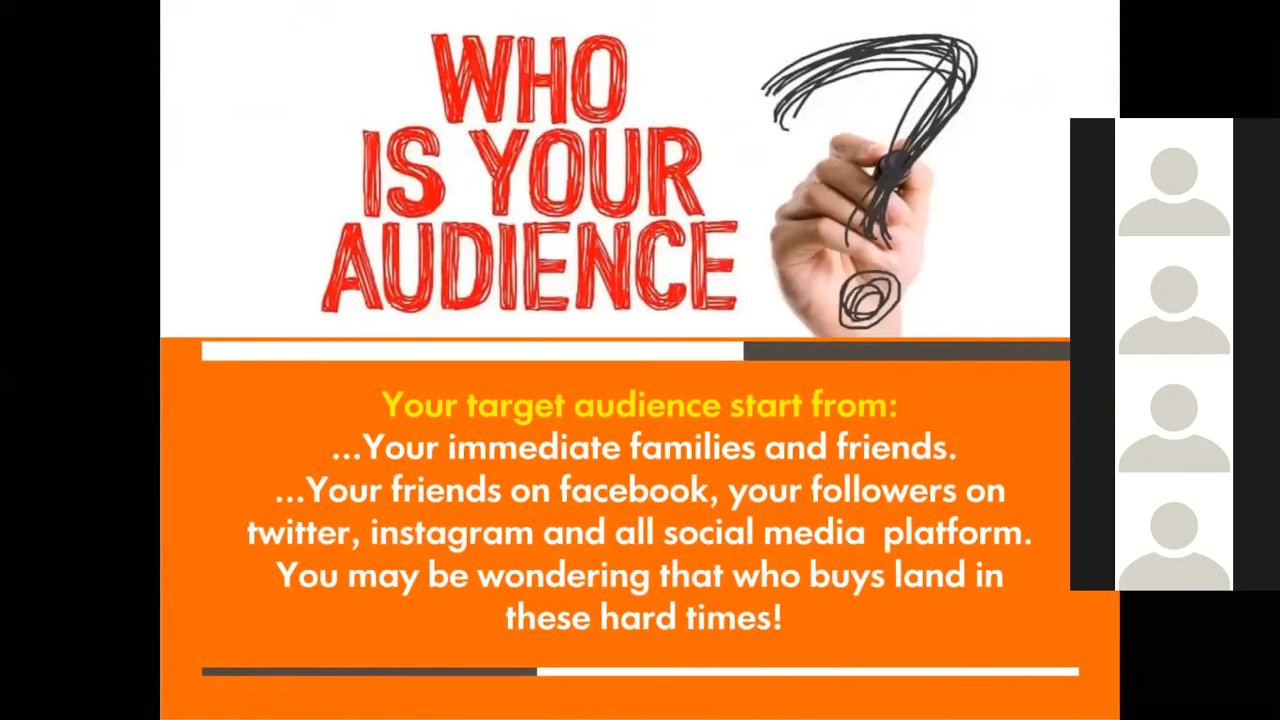 WHO
IS YOUR
AUDIENCE
Your target audience start from:
...Your immediate families and friends.
...Your friends on facebook, your followers on
twitter, instagram and all social media platform.
You may be wondering that who buys land in
these hard times!